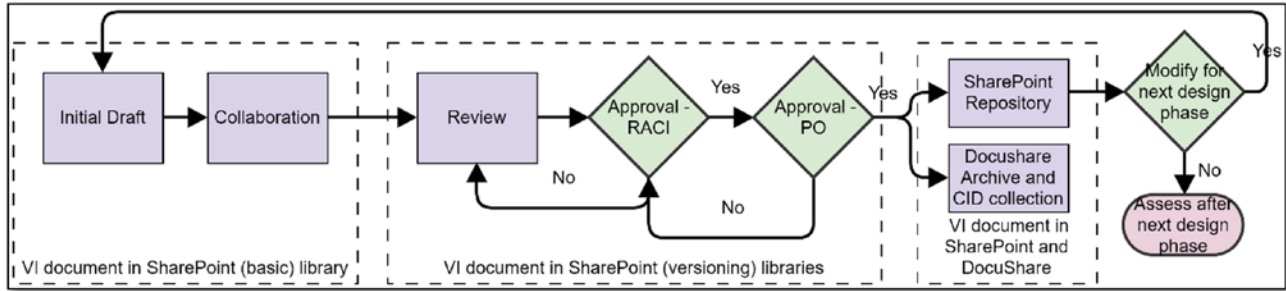 Initial Draft
Collaboration
VI document in SharePoint (basic) library
Review
Approval -
RACI
Yes
Approval -
PO
Yes
No
No
VI document in SharePoint (versioning) libraries
SharePoint
Repository
Docushare
Archive and
CID collection
VI document in
SharePoint and
DocuShare
Modify for
next design
phase
Yes
No
Assess after
next design
phase